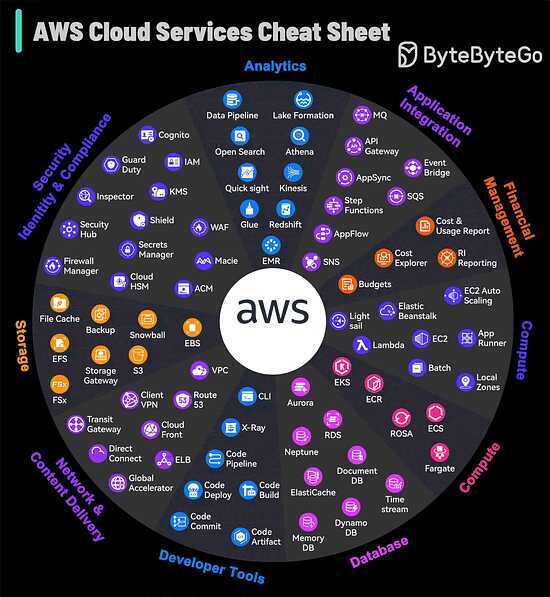 AWS Cloud Services Cheat Sheet
ByteByteGo
Analytics
Data Pipeline
Lake Formation
Open Search
Athena
Quick sight
Kinesis
Glue
Redshift
EMR
Application
Integration
MQ
API
Gateway
Event
Bridge
AppSync
SQS
Step
Functions
AppFlow
SNS
Financial
Management
Cost &
Usage Report
Cost
Explorer
RI
Reporting
Budgets
Compute
EC2 Auto
Scaling
Elastic
Beanstalk
Light
sail
Lambda
EC2
App
Runner
Batch
Local
Zones
Compute
EKS
ECR
ROSA
ECS
Fargate
Database
Aurora
RDS
Neptune
Document
DB
ElastiCache
Time
stream
Dynamo
DB
Memory
DB
Developer Tools
CLI
X-Ray
Code
Pipeline
Code
Deploy
Code
Build
Code
Commit
Code
Artifact
Network &
Content Delivery
VPC
Client
VPN
Route
53
Transit
Gateway
Cloud
Front
Direct
Connect
ELB
Global
Accelerator
Storage
File Cache
Backup
Snowball
EBS
EFS
Storage
Gateway
S3
FSx
FSx
Security
Identitiy & Compliance
Cognito
Guard
Duty
IAM
Inspector
KMS
Secuity
Hub
Shield
WAF
Secrets
Manager
Firewall
Manager
Macie
Cloud
HSM
ACM
aws